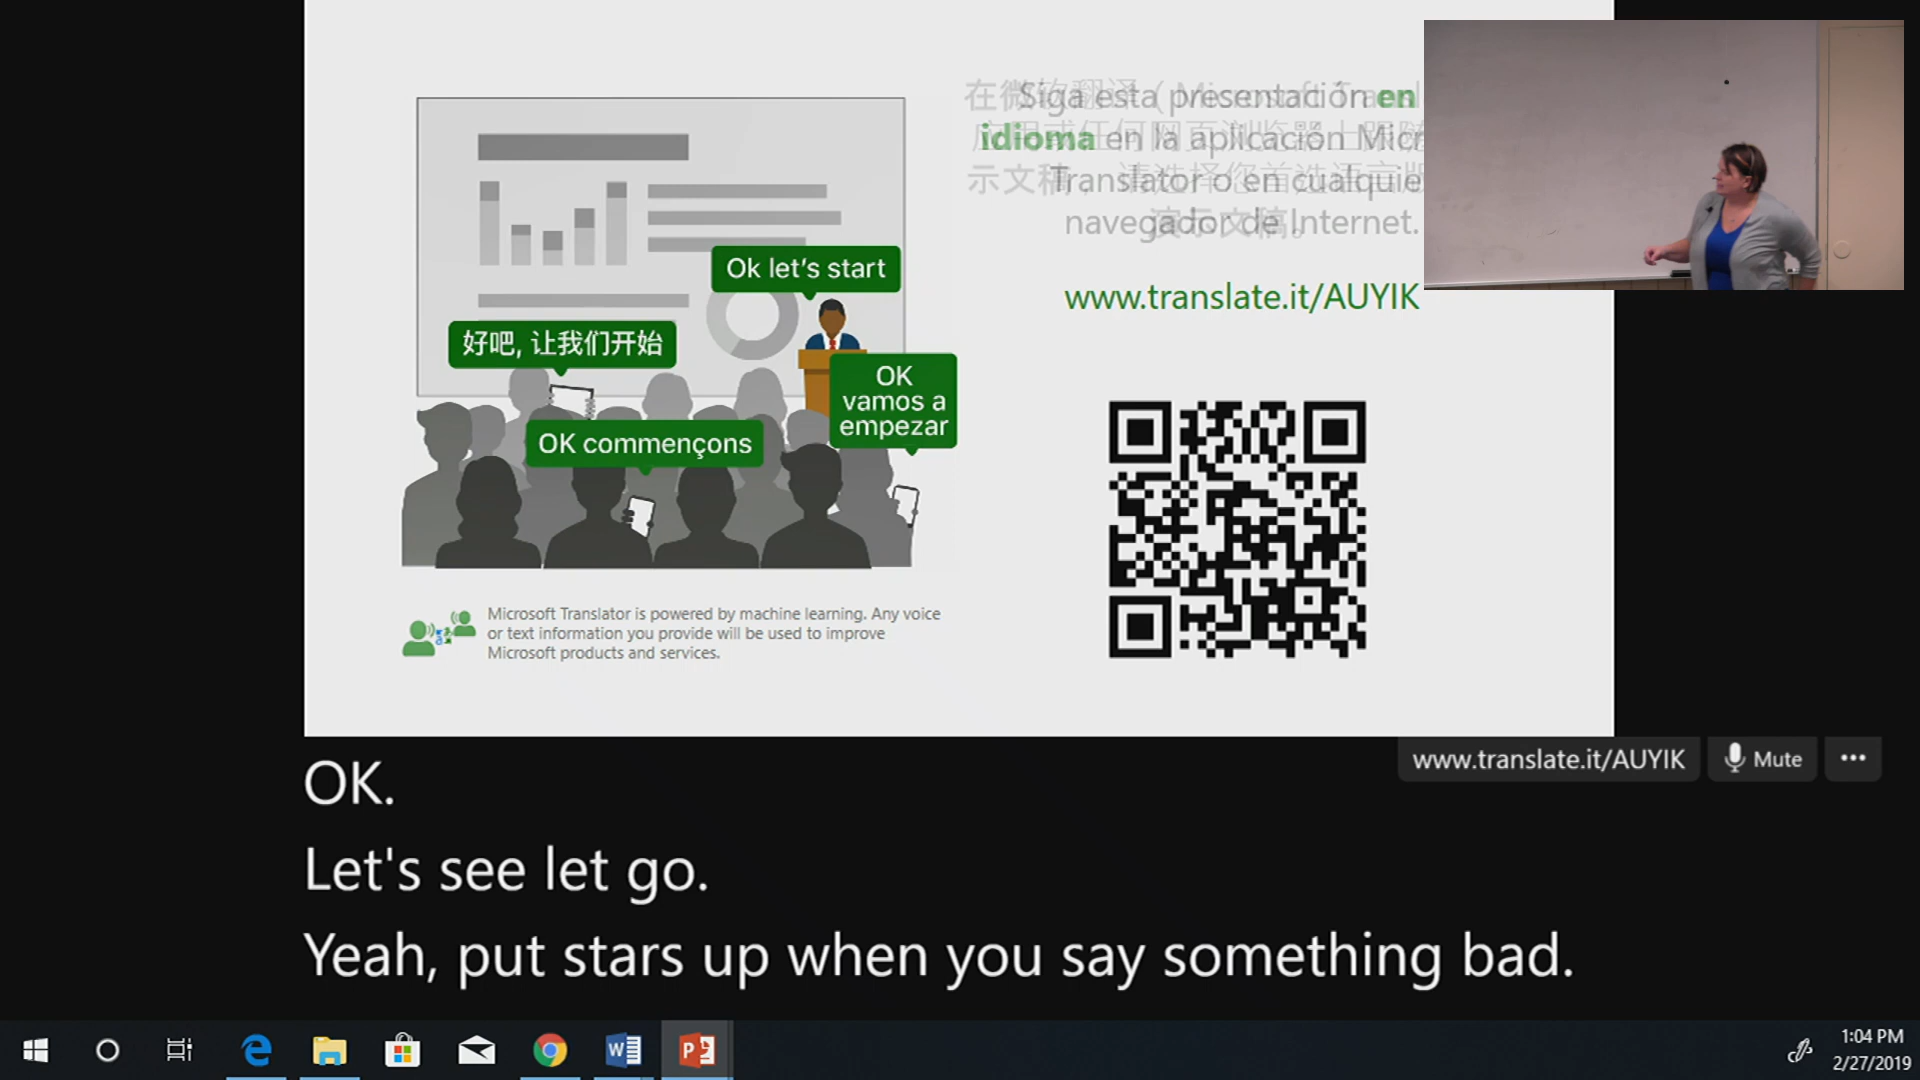 Siga esta presentación en
idioma en la aplicación Micr
Translator o en cualquie
navegador de Internet.
www.translate.it/AUYIK
Ok let's start
好吧, 让我们开始
OK
vamos a
empezar
OK commençons
Microsoft Translator is powered by machine learning. Any voice
or text information you provide will be used to improve
Microsoft products and services.
www.translate.it/AUYIK
Mute
OK.
Let's see let go.
Yeah, put stars up when you say something bad.
1:04 PM
2/27/2019